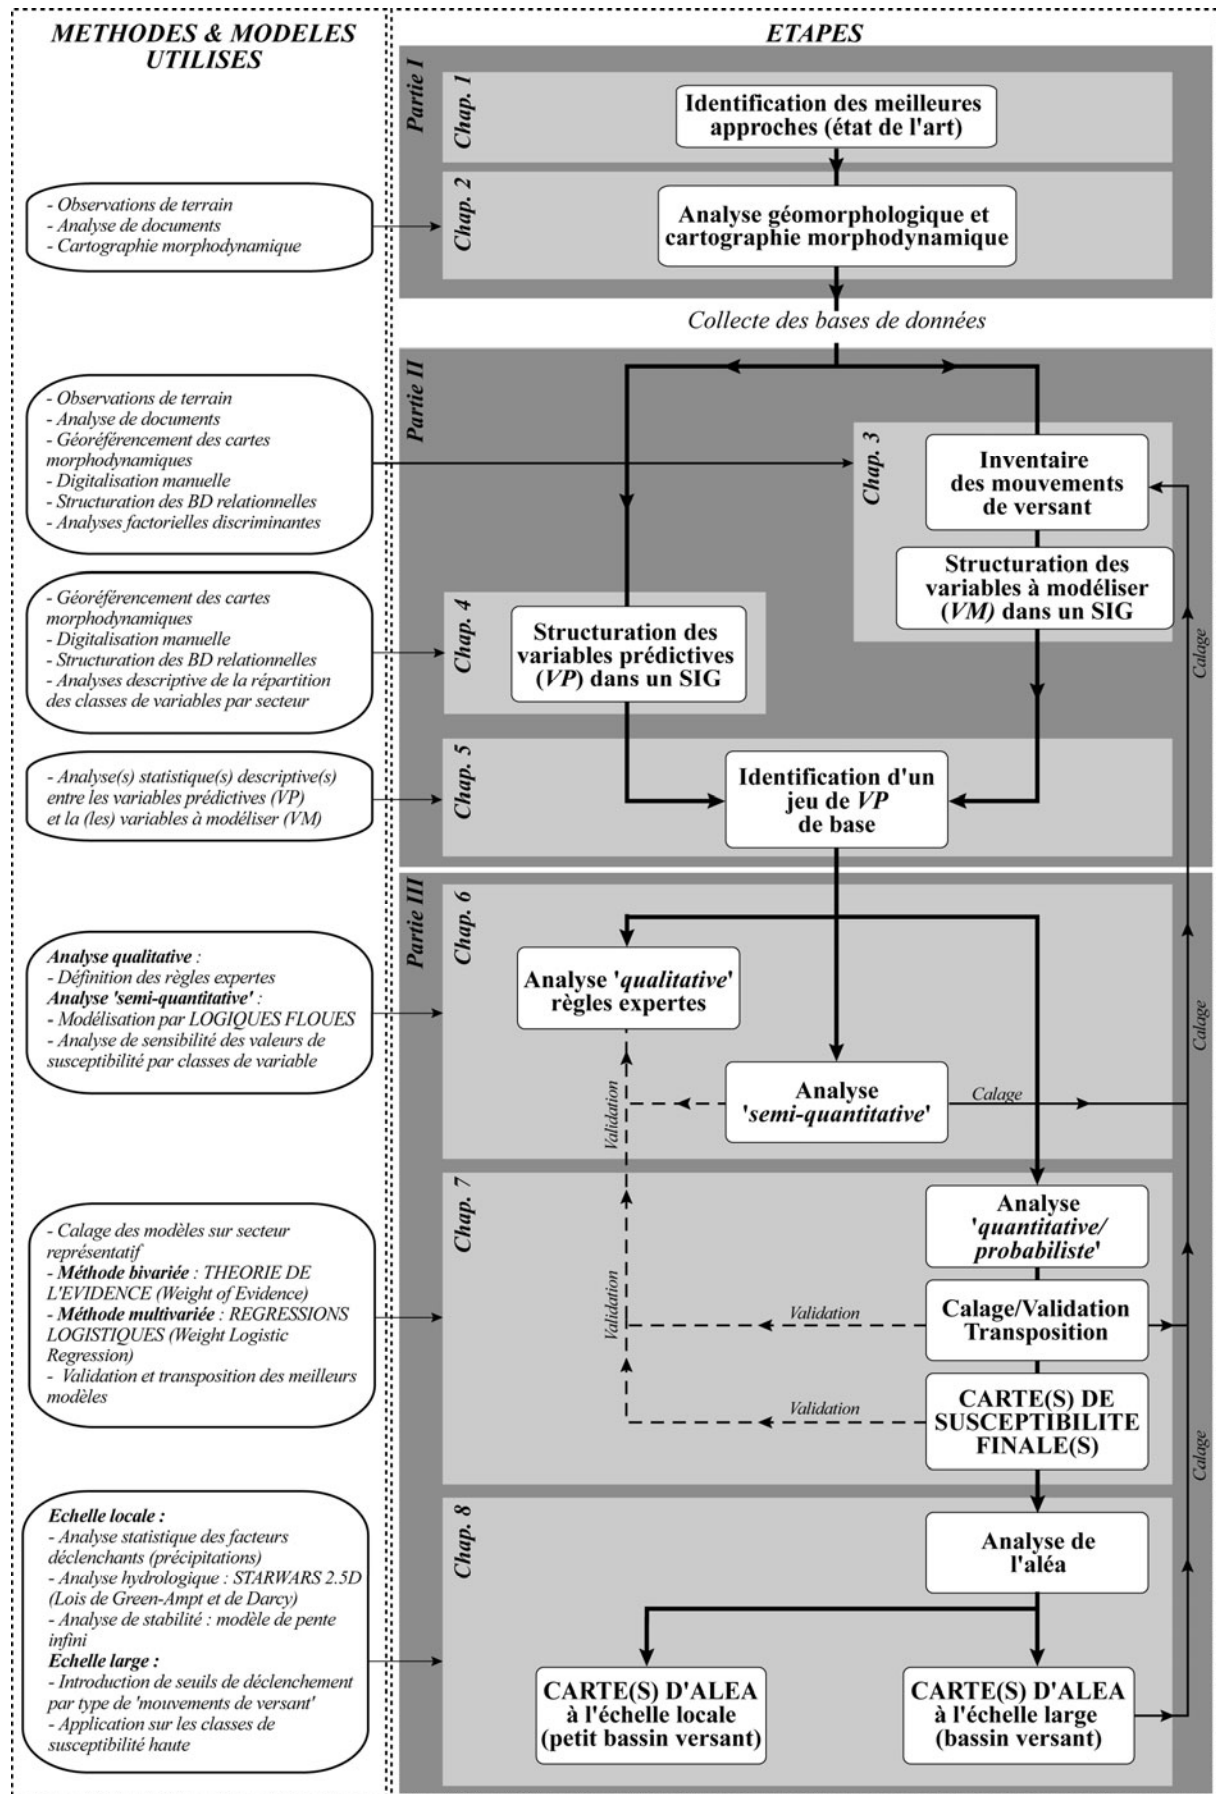 METHODES & MODELES
UTILISES
ETAPES
Partie I
Chap. 1
Identification des meilleures
approches (état de l'art)
- Observations de terrain
- Analyse de documents
- Cartographie morphodynamique
Chap. 2
Analyse géomorphologique et
cartographie morphodynamique
Collecte des bases de données
Partie II
- Observations de terrain
- Analyse de documents
- Géoréférencement des cartes
morphodynamiques
- Digitalisation manuelle
- Structuration des BD relationnelles
- Analyses factorielles discriminantes
Chap. 3
Inventaire
des mouvements
de versant
Structuration des
variables à modéliser
(VM) dans un SIG
Calage
- Géoréférencement des cartes
morphodynamiques
- Digitalisation manuelle
- Structuration des BD relationnelles
- Analyses descriptive de la répartition
des classes de variables par secteur
Chap. 4
Structuration des
variables prédictives
(VP) dans un SIG
- Analyse(s) statistique(s) descriptive(s)
entre les variables prédictives (VP)
et la (les) variables à modéliser (VM)
Chap. 5
Identification d'un
jeu de VP
de base
Partie III
Analyse qualitative :
- Définition des règles expertes
Analyse 'semi-quantitative' :
- Modélisation par LOGIQUES FLOUES
- Analyse de sensibilité des valeurs de
susceptibilité par classes de variable
Chap. 6
Analyse 'qualitative'
règles expertes
Calage
Validation
Analyse
'semi-quantitative'
Calage
- Calage des modèles sur secteur
représentatif
- Méthode bivariée : THEORIE DE
L'EVIDENCE (Weight of Evidence)
- Méthode multivariée : REGRESSIONS
LOGISTIQUES (Weight Logistic
Regression)
- Validation et transposition des meilleurs
modèles
Chap. 7
Analyse
'quantitative/
probabiliste'
Validation
Validation
Calage/Validation
Transposition
Validation
CARTE(S) DE
SUSCEPTIBILITE
FINALE(S)
Calage
Echelle locale :
- Analyse statistique des facteurs
déclenchants (précipitations)
- Analyse hydrologique : STARWARS 2.5D
(Lois de Green-Ampt et de Darcy)
- Analyse de stabilité : modèle de pente
infini
Echelle large :
- Introduction de seuils de déclenchement
par type de 'mouvements de versant'
- Application sur les classes de
susceptibilité haute
Chap. 8
Analyse de
l'aléa
CARTE(S) D'ALEA
à l'échelle locale
(petit bassin versant)
CARTE(S) D'ALEA
à l'échelle large
(bassin versant)